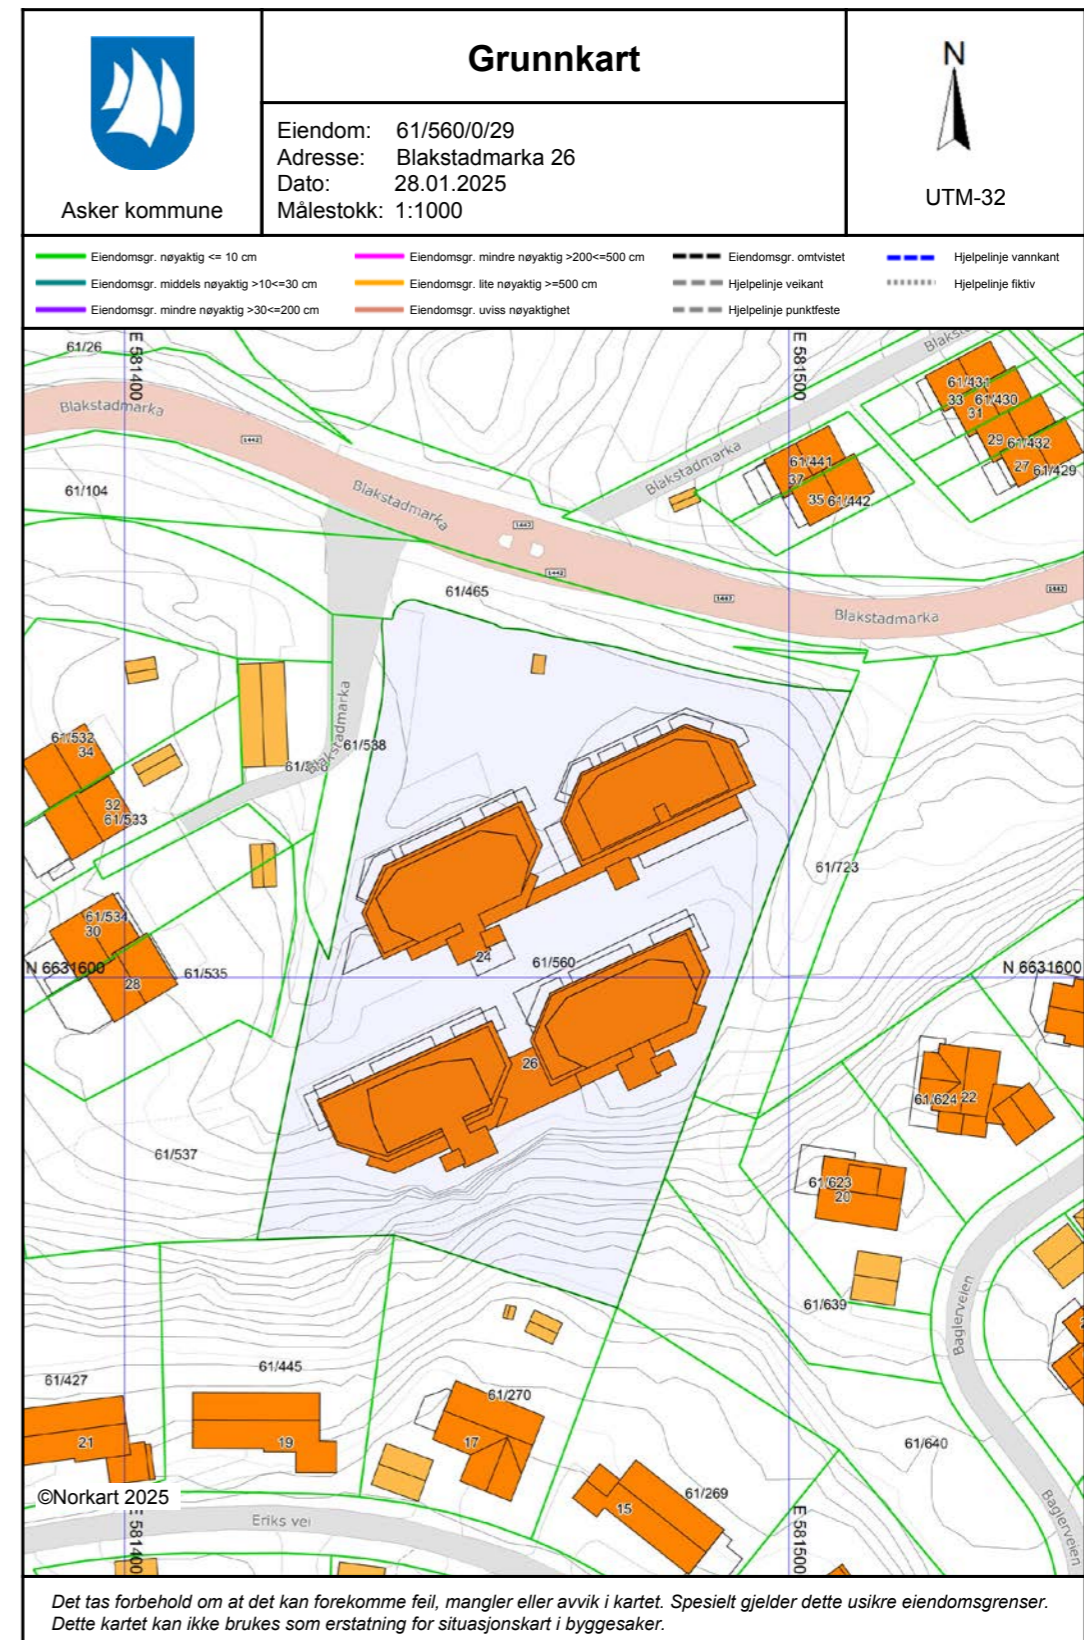 Grunnkart
Eiendom: 61/560/0/29
Adresse: Blakstadmarka 26
Dato: 28.01.2025
Målestokk: 1:1000
Asker kommune
N
UTM-32
Eiendomsgr. nøyaktig <= 10 cm
Eiendomsgr. middels nøyaktig >10<=30 cm
Eiendomsgr. mindre nøyaktig >30<=200 cm
Eiendomsgr. mindre nøyaktig >200<=500 cm
Eiendomsgr. lite nøyaktig >=500 cm
Eiendomsgr. uviss nøyaktighet
Eiendomsgr. omtvistet
Hjelpelinje veikant
Hjelpelinje punktfeste
Hjelpelinje vannkant
Hjelpelinje fiktiv
61/26
E 581400
E 581500
Blakstadmarka
1442
61/431
33
61/430
31
29
61/432
27
61/429
Blakstadmarka
61/441
37
35
61/442
61/104
Blakstadmarka
1442
1442
61/465
1442
1442
Blakstadmarka
61/532
34
Blakstadmarka
61/538
32
61/533
61/723
61/534
30
24
61/560
N 6631600
61/535
28
N 6631600
26
61/624
22
61/537
61/623
20
61/639
Baglerveien
61/445
61/427
61/270
21
19
17
61/640
61/269
15
©Norkart 2025
Eriks vei
Baglerveien
E 581400
E 581500
Det tas forbehold om at det kan forekomme feil, mangler eller avvik i kartet. Spesielt gjelder dette usikre eiendomsgrenser.
Dette kartet kan ikke brukes som erstatning for situasjonskart i byggesaker.